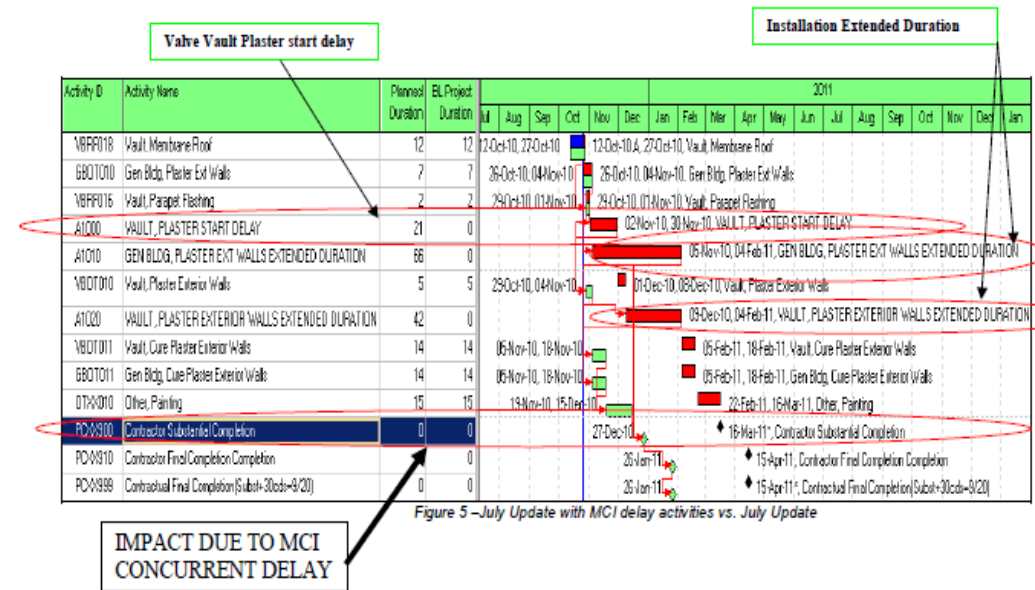 Installation Extended Duration
Valve Vault Plaster start delay
Activity ID Activity Name Planned Duration BL Project Duration 2011
Jul Aug Sep Oct Nov Dec Jan Feb Mar Apr May Jun Jul Aug Sep Oct Nov Dec Jan
Vault, Membrane Roof 12 12 12-Oct-10, 27-Oct-10 12-Oct-10 A, 27-Oct-10, Vault, Membrane Roof
Gen Bldg, Plaster Ext Walls 7 7 26-Oct-10, 04-Nov-10 26-Oct-10, 04-Nov-10, Gen Bldg, Plaster Ext Walls
Vault, Parapet Flashing 2 2 29-Oct-10, 01-Nov-10 29-Oct-10, 01-Nov-10, Vault, Parapet Flashing
A1000 VAULT, PLASTER START DELAY 21 0 02-Nov-10, 30-Nov-10, VAULT, PLASTER START DELAY
A1010 GEN BLDG, PLASTER EXT WALLS EXTENDED DURATION 66 0 05-Nov-10, 04-Feb-11, GEN BLDG, PLASTER EXT WALLS EXTENDED DURATION
Vault, Plaster Exterior Walls 5 5 29-Oct-10, 04-Nov-10 01-Dec-10, 08-Dec-10, Vault, Plaster Exterior Walls
A1020 VAULT, PLASTER EXTERIOR WALLS EXTENDED DURATION 42 0 09-Dec-10, 04-Feb-11, VAULT, PLASTER EXTERIOR WALLS EXTENDED DURATION
Vault, Cure Plaster Exterior Walls 14 14 05-Nov-10, 18-Nov-10 05-Feb-11, 18-Feb-11, Vault, Cure Plaster Exterior Walls
Gen Bldg, Cure Plaster Exterior Walls 14 14 05-Nov-10, 18-Nov-10 05-Feb-11, 18-Feb-11, Gen Bldg, Cure Plaster Exterior Walls
Other, Painting 15 15 19-Nov-10, 15-Dec-10 22-Feb-11, 16-Mar-11, Other, Painting
Contractor Substantial Completion 0 0 27-Dec-10 16-Mar-11*, Contractor Substantial Completion
Contractor Final Completion Completion 0 26-Jan-11 15-Apr-11, Contractor Final Completion Completion
Contractual Final Completion(Subst+30cds=9/20) 0 0 26-Jan-11 15-Apr-11*, Contractual Final Completion(Subst+30cds=9/20)
Figure 5 –July Update with MCI delay activities vs. July Update
IMPACT DUE TO MCI
CONCURRENT DELAY